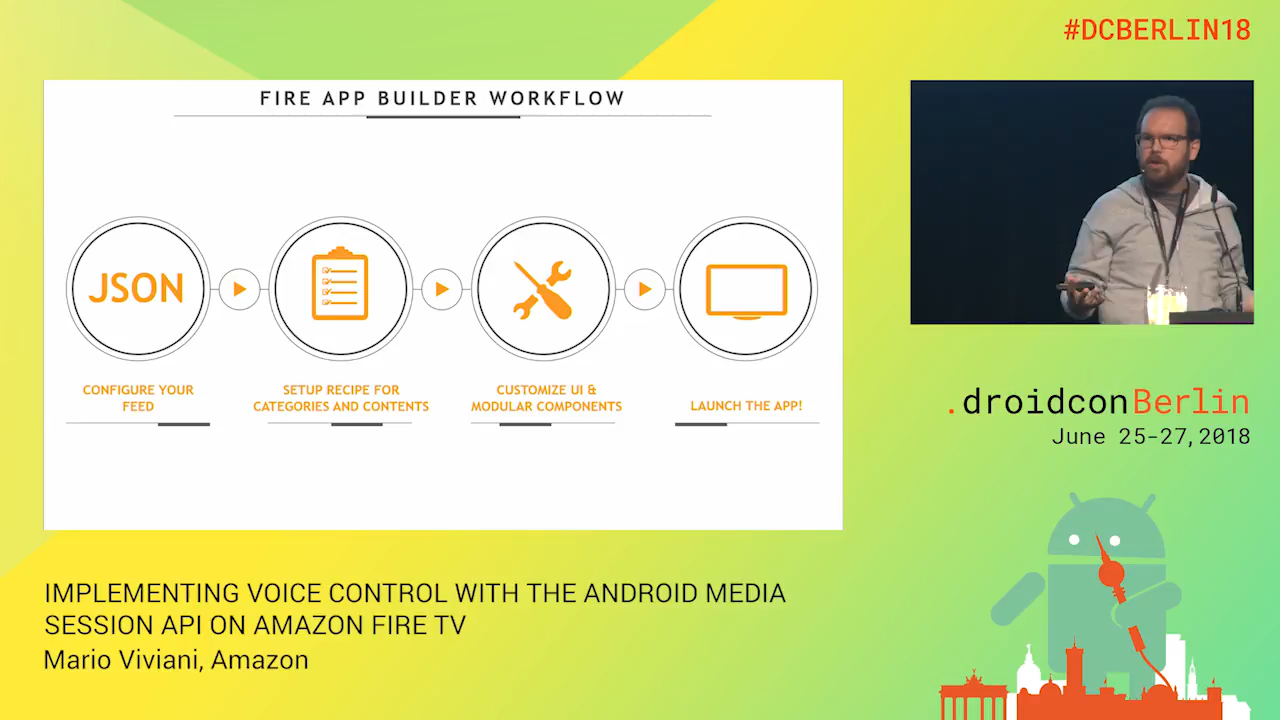 #DCBERLIN18
FIRE APP BUILDER WORKFLOW
JSON
CONFIGURE YOUR
FEED
SETUP RECIPE FOR
CATEGORIES AND CONTENTS
CUSTOMIZE UI &
MODULAR COMPONENTS
LAUNCH THE APP!
.droidconBerlin
June 25-27,2018
IMPLEMENTING VOICE CONTROL WITH THE ANDROID MEDIA
SESSION API ON AMAZON FIRE TV
Mario Viviani, Amazon